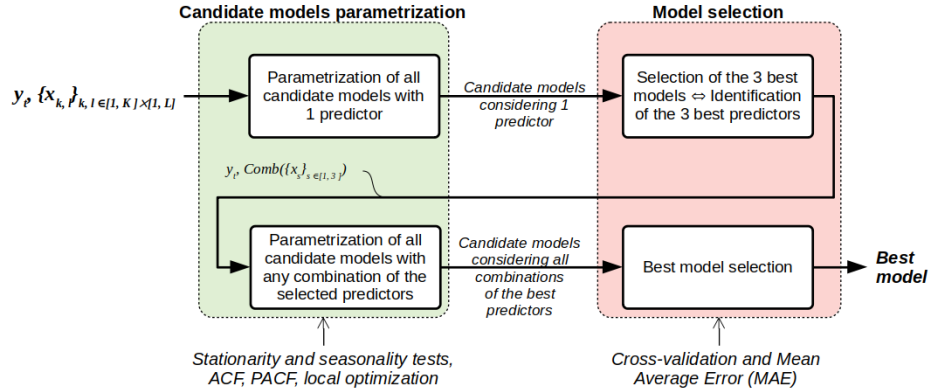 Candidate models parametrization
Model selection
y_t, {x_{k, l}}_{k, l ∈[1, K ]×[1, L]}
Parametrization of all
candidate models with
1 predictor
Candidate models
considering 1
predictor
Selection of the 3 best
models ⇔ Identification
of the 3 best predictors
y_t, Comb({x_s}_{s ∈[1, 3 ]})
Parametrization of all
candidate models with
any combination of the
selected predictors
Candidate models
considering all
combinations
of the best
predictors
Best model selection
Best
model
Stationarity and seasonality tests,
ACF, PACF, local optimization
Cross-validation and Mean
Average Error (MAE)